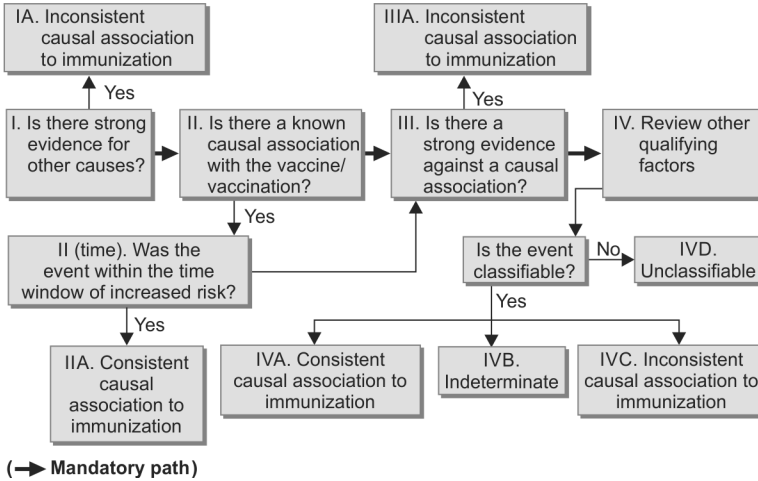 IA. Inconsistent
causal association
to immunization
IIIA. Inconsistent
causal association
to immunization
Yes
Yes
I. Is there strong
evidence for
other causes?
II. Is there a known
causal association
with the vaccine/
vaccination?
III. Is there a
strong evidence
against a causal
association?
IV. Review other
qualifying
factors
Yes
II (time). Was the
event within the time
window of increased risk?
Is the event
classifiable?
No
IVD.
Unclassifiable
Yes
Yes
IIA. Consistent
causal
association to
immunization
IVA. Consistent
causal association to
immunization
IVB.
Indeterminate
IVC. Inconsistent
causal association to
immunization
( Mandatory path)